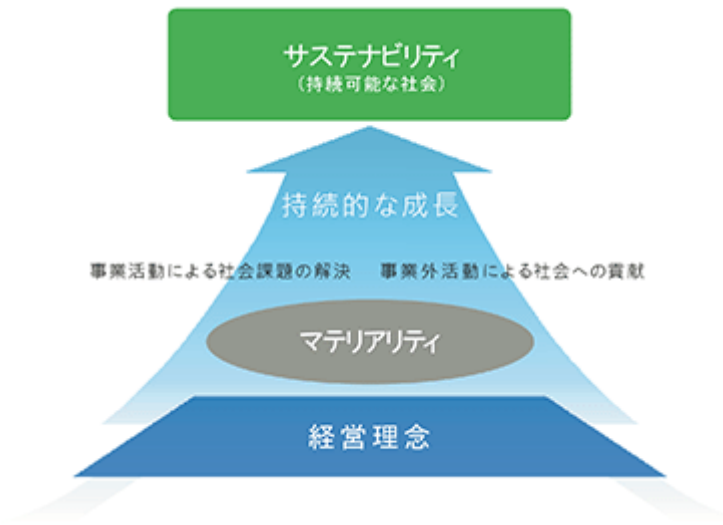 サステナビリティ
（持続可能な社会）
持続的な成長
事業活動による社会課題の解決　事業外活動による社会への貢献
マテリアリティ
経営理念